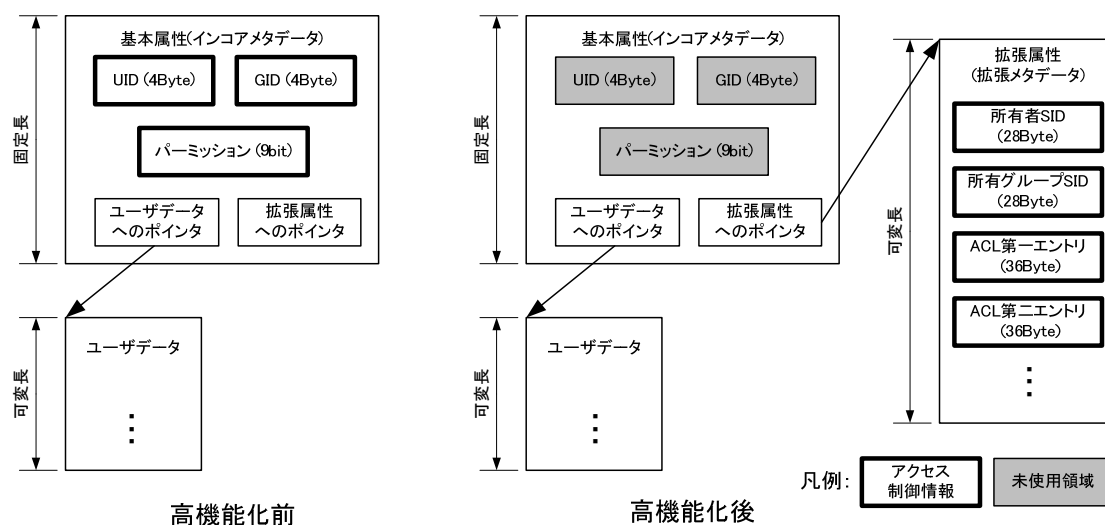 基本属性(インコアメタデータ)
UID (4Byte)
GID (4Byte)
パーミッション (9bit)
ユーザデータ
へのポインタ
拡張属性
へのポインタ
固定長
ユーザデータ
⋮
可変長
高機能化前
基本属性(インコアメタデータ)
UID (4Byte)
GID (4Byte)
パーミッション (9bit)
ユーザデータ
へのポインタ
拡張属性
へのポインタ
固定長
ユーザデータ
⋮
可変長
高機能化後
拡張属性
(拡張メタデータ)
所有者SID
(28Byte)
所有グループSID
(28Byte)
ACL第一エントリ
(36Byte)
ACL第二エントリ
(36Byte)
⋮
可変長
凡例:
アクセス
制御情報
未使用領域